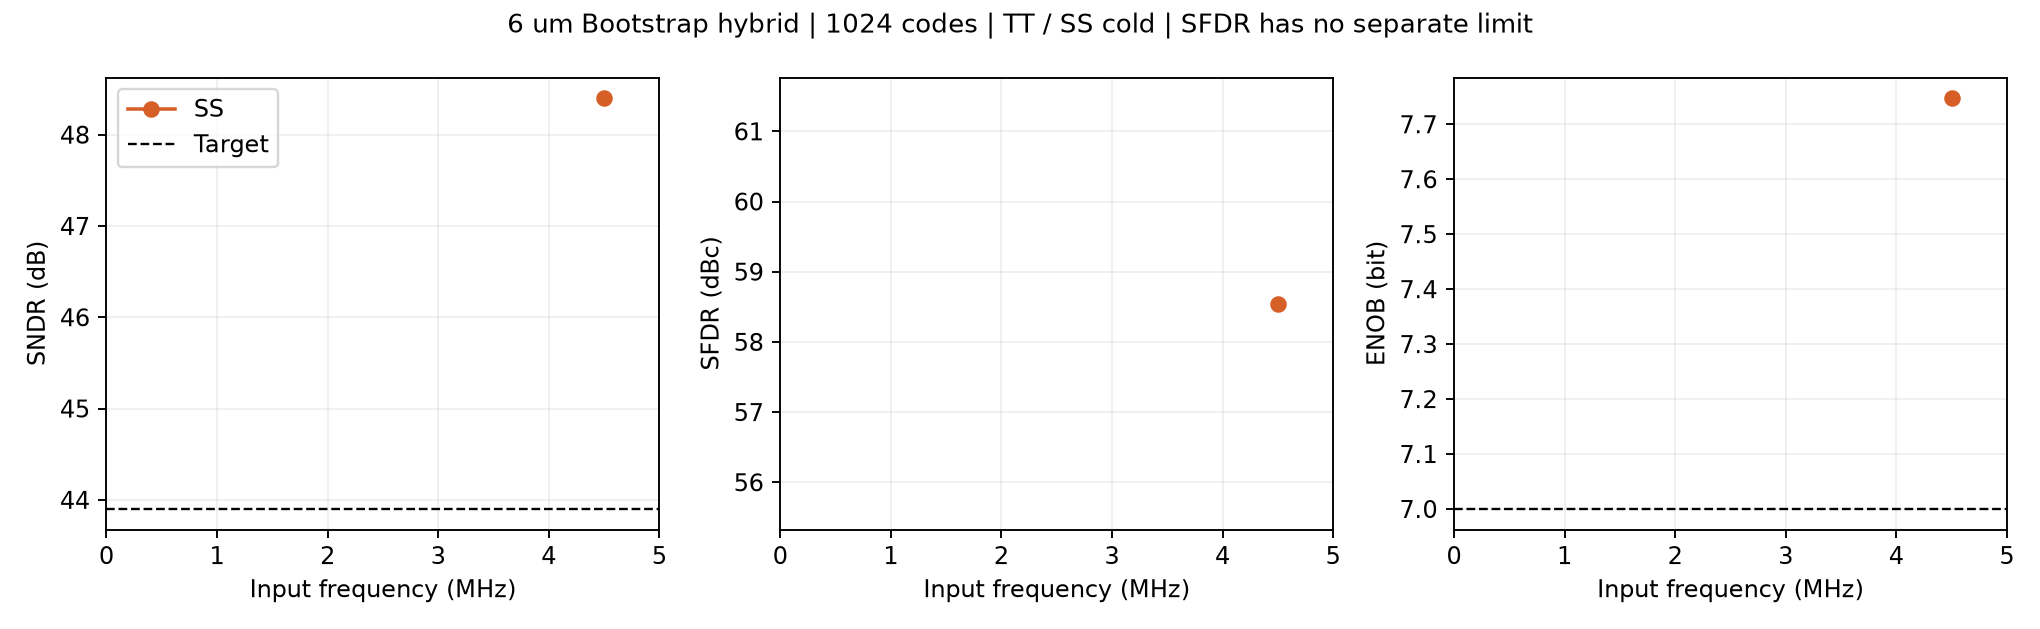 6 um Bootstrap hybrid | 1024 codes | TT / SS cold | SFDR has no separate limit
SS
Target
SNDR (dB)
48
47
46
45
44
0 1 2 3 4 5
Input frequency (MHz)
SFDR (dBc)
61
60
59
58
57
56
0 1 2 3 4 5
Input frequency (MHz)
ENOB (bit)
7.7
7.6
7.5
7.4
7.3
7.2
7.1
7.0
0 1 2 3 4 5
Input frequency (MHz)